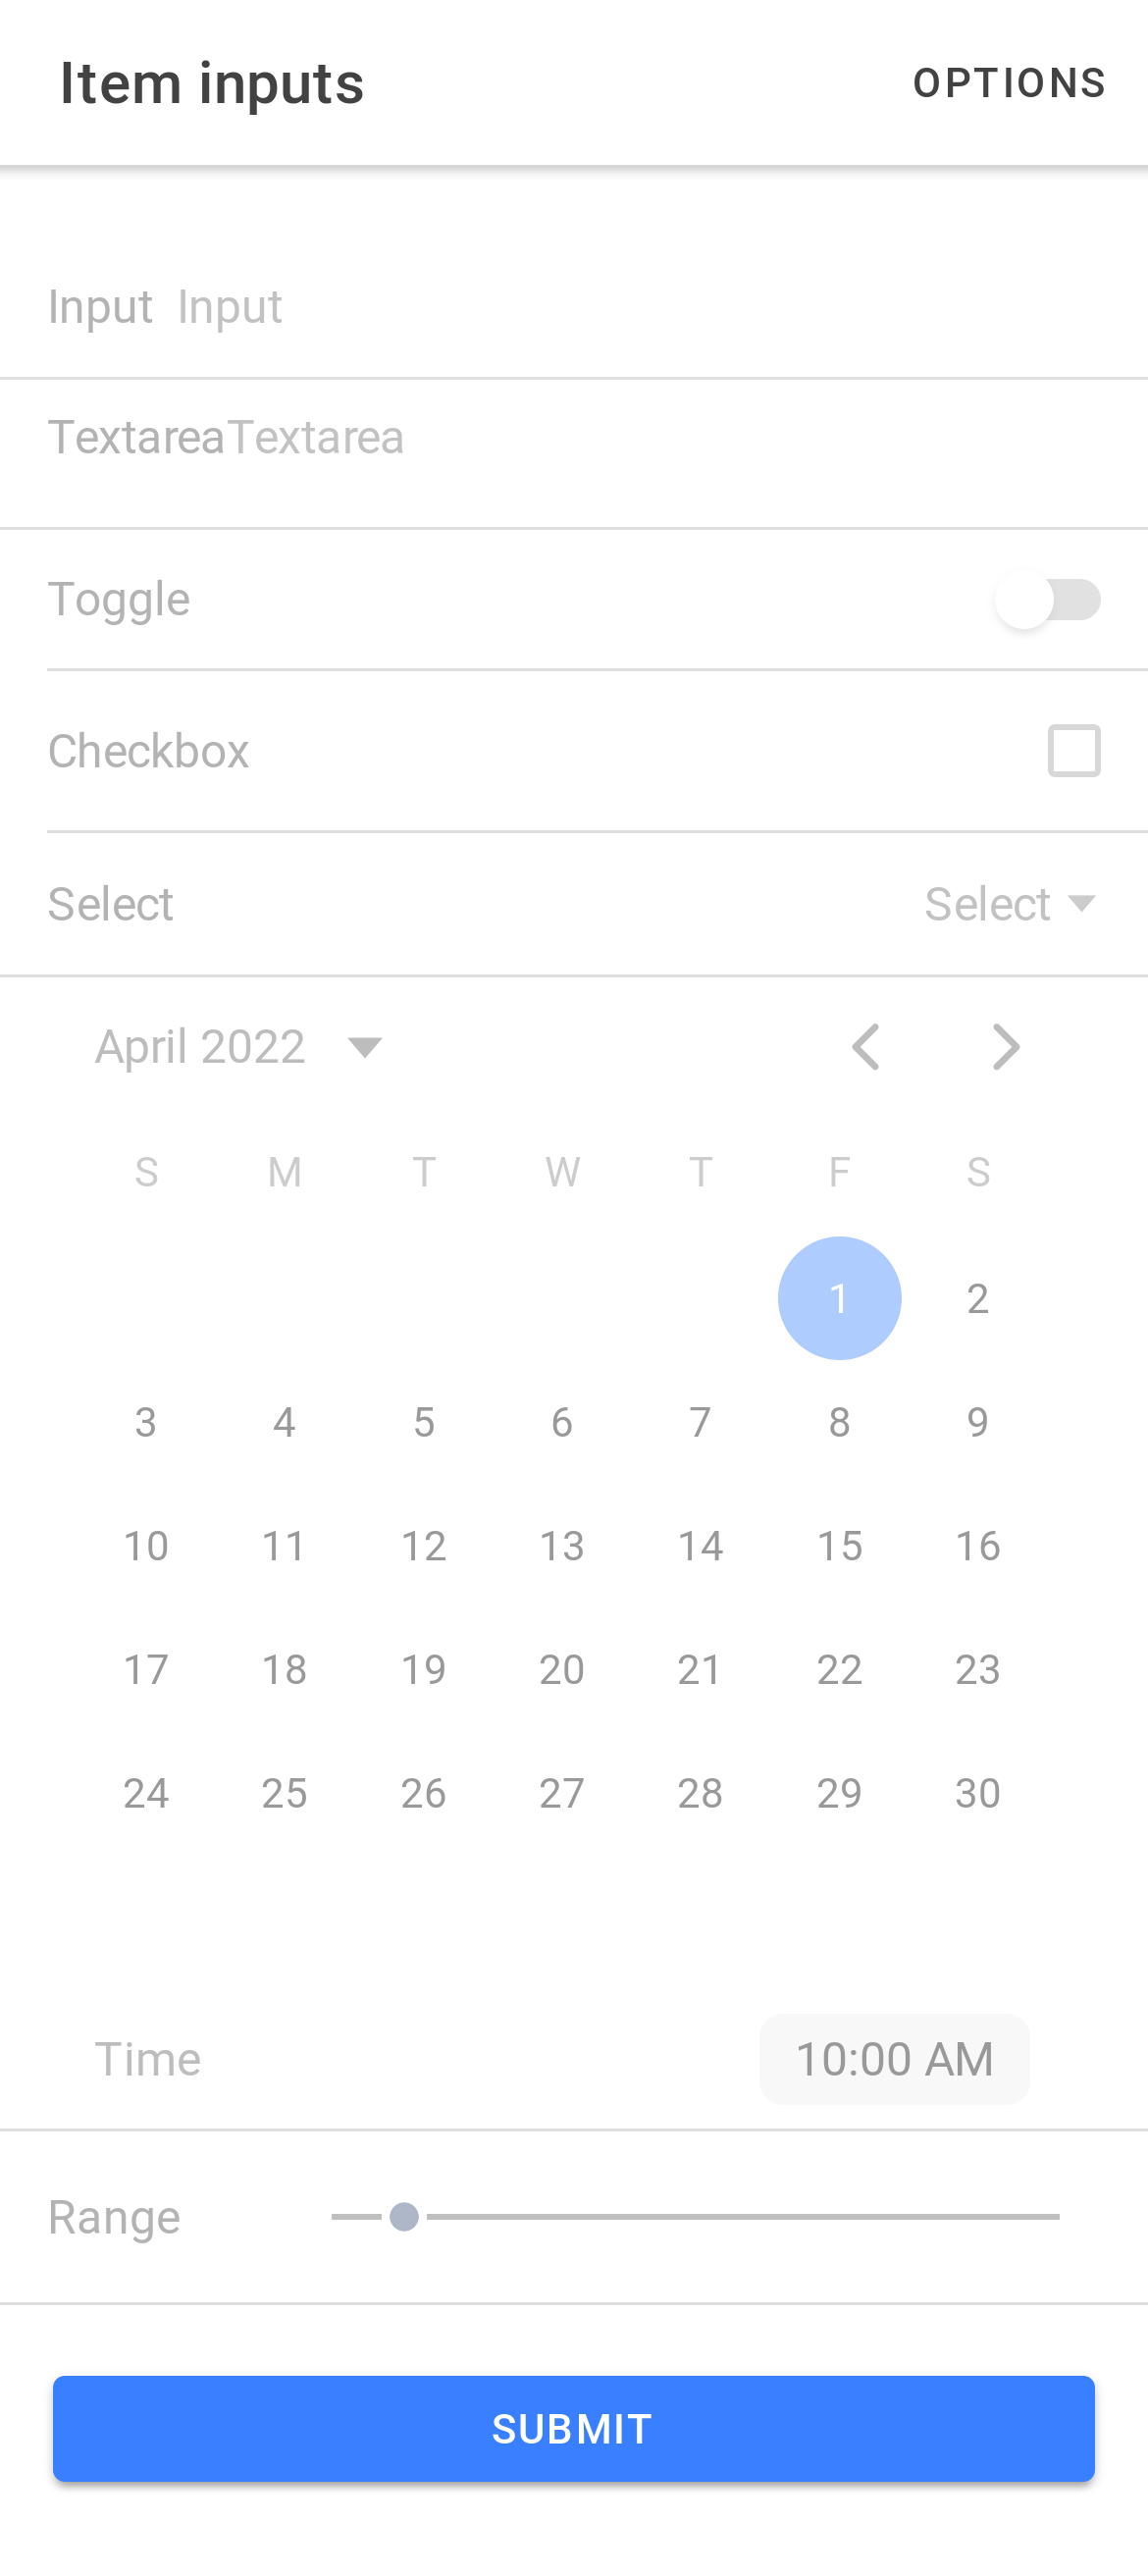 Item inputs OPTIONS
Input Input
Textarea Textarea
Toggle
Checkbox
Select Select
April 2022
S M T W T F S
1 2
3 4 5 6 7 8 9
10 11 12 13 14 15 16
17 18 19 20 21 22 23
24 25 26 27 28 29 30
Time 10:00 AM
Range
SUBMIT